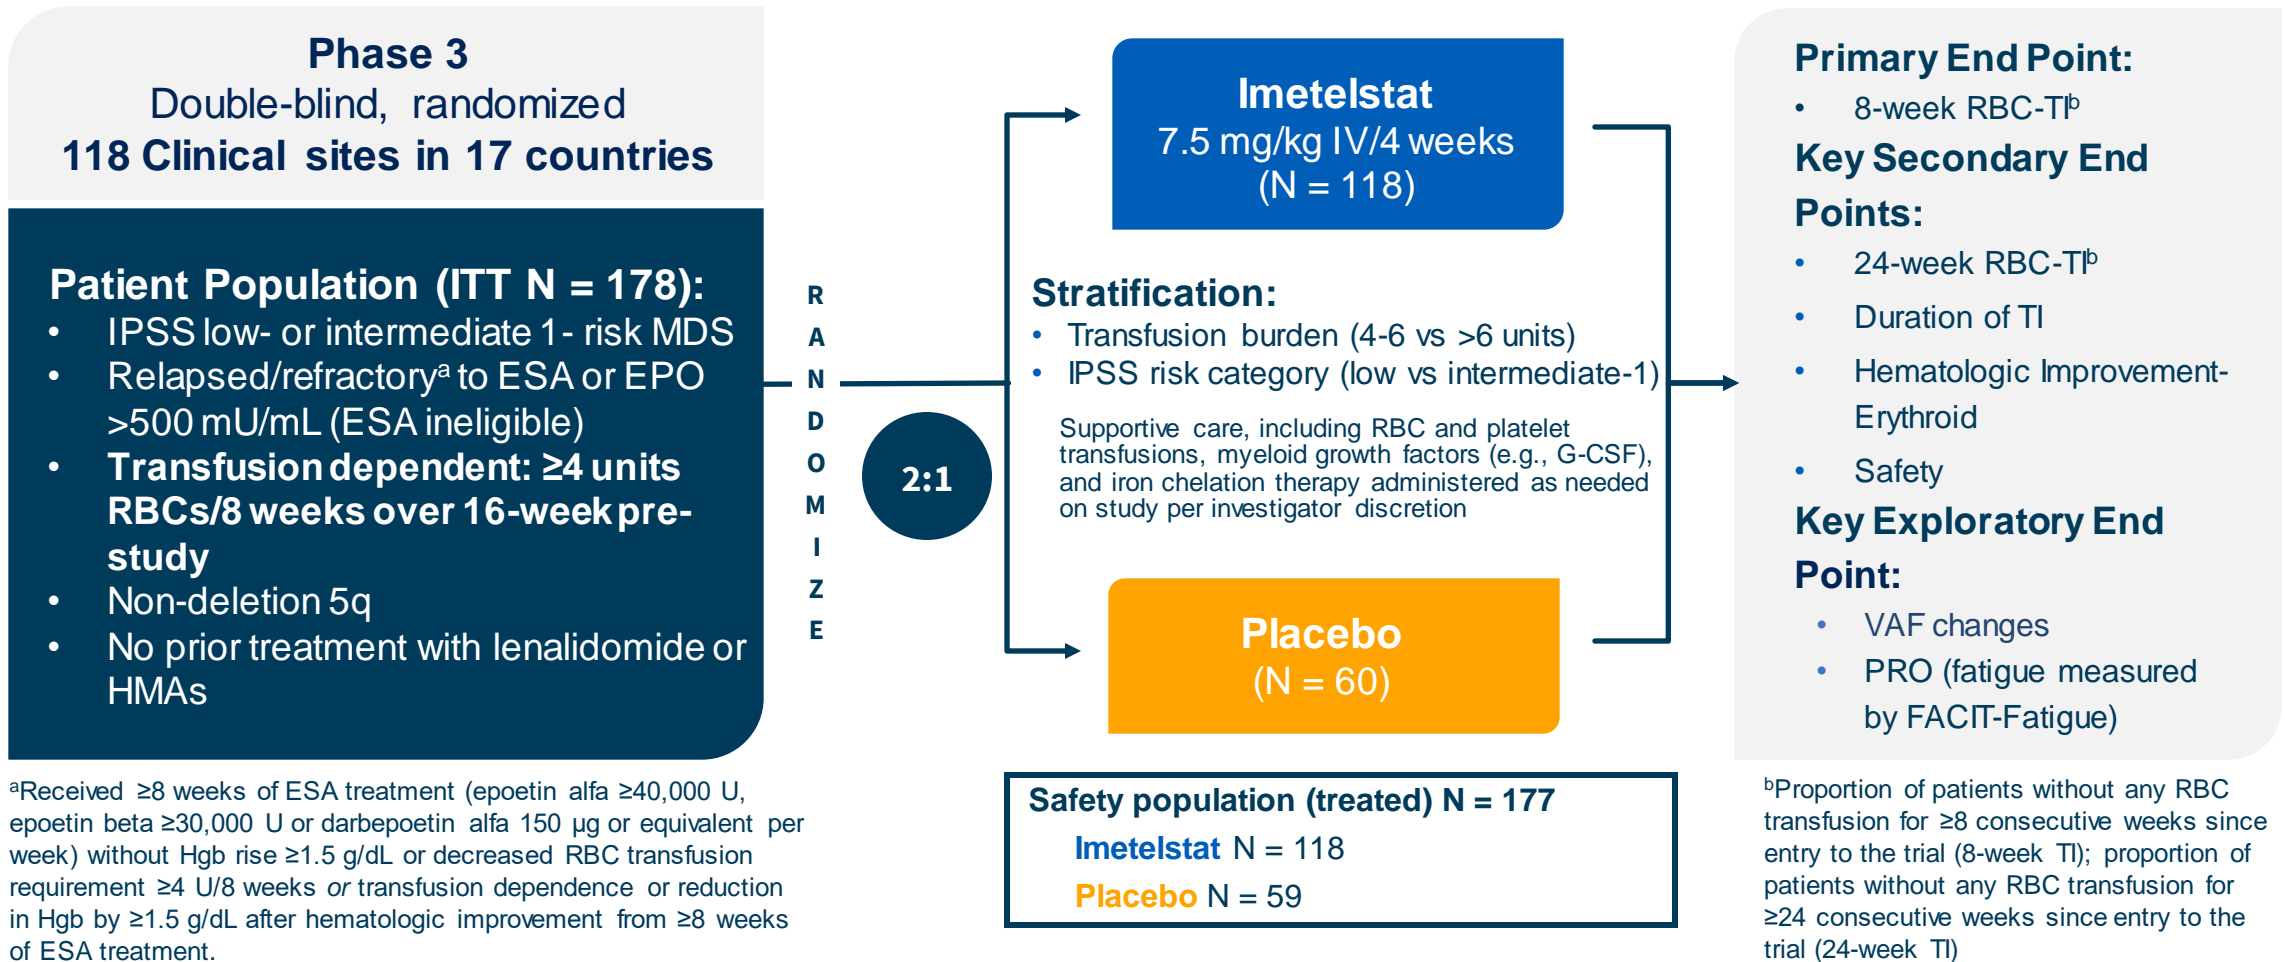 Phase 3
Double-blind, randomized
118 Clinical sites in 17 countries
Patient Population (ITT N = 178):
• IPSS low- or intermediate 1- risk MDS
• Relapsed/refractoryᵃ to ESA or EPO
>500 mU/mL (ESA ineligible)
• Transfusion dependent: ≥4 units
RBCs/8 weeks over 16-week pre-
study
• Non-deletion 5q
• No prior treatment with lenalidomide or
HMAs
ᵃReceived ≥8 weeks of ESA treatment (epoetin alfa ≥40,000 U,
epoetin beta ≥30,000 U or darbepoetin alfa 150 µg or equivalent per
week) without Hgb rise ≥1.5 g/dL or decreased RBC transfusion
requirement ≥4 U/8 weeks or transfusion dependence or reduction
in Hgb by ≥1.5 g/dL after hematologic improvement from ≥8 weeks
of ESA treatment.
R
A
N
D
O
M
I
Z
E
2:1
Imetelstat
7.5 mg/kg IV/4 weeks
(N = 118)
Stratification:
• Transfusion burden (4-6 vs >6 units)
• IPSS risk category (low vs intermediate-1)
Supportive care, including RBC and platelet
transfusions, myeloid growth factors (e.g., G-CSF),
and iron chelation therapy administered as needed
on study per investigator discretion
Placebo
(N = 60)
Safety population (treated) N = 177
Imetelstat N = 118
Placebo N = 59
Primary End Point:
• 8-week RBC-TIᵇ
Key Secondary End
Points:
• 24-week RBC-TIᵇ
• Duration of TI
• Hematologic Improvement-
Erythroid
• Safety
Key Exploratory End
Point:
• VAF changes
• PRO (fatigue measured
by FACIT-Fatigue)
ᵇProportion of patients without any RBC
transfusion for ≥8 consecutive weeks since
entry to the trial (8-week TI); proportion of
patients without any RBC transfusion for
≥24 consecutive weeks since entry to the
trial (24-week TI)